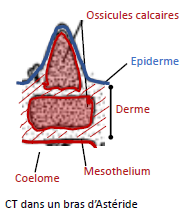 Ossicules calcaires
Epiderme
Derme
Mesothelium
Coelome
CT dans un bras d'Astéride